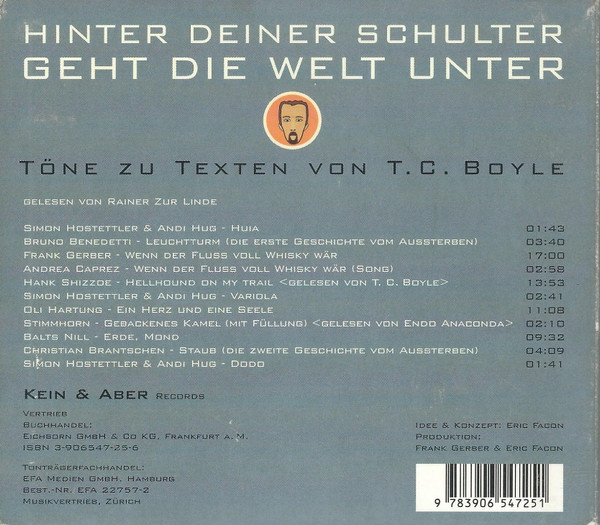 HINTER DEINER SCHULTER
GEHT DIE WELT UNTER
TÖNE ZU TEXTEN VON T.C. BOYLE
GELESEN VON RAINER ZUR LINDE
SIMON HOSTETTLER & ANDI HUG - HUIA 01:43
BRUNO BENEDETTI - LEUCHTTURM (DIE ERSTE GESCHICHTE VOM AUSSTERBEN) 03:40
FRANK GERBER - WENN DER FLUSS VOLL WHISKY WÄR 17:00
ANDREA CAPREZ - WENN DER FLUSS VOLL WHISKY WÄR (SONG) 02:58
HANK SHIZZOE - HELLHOUND ON MY TRAIL <GELESEN VON T. C. BOYLE> 13:53
SIMON HOSTETTLER & ANDI HUG - VARIOLA 02:41
OLI HARTUNG - EIN HERZ UND EINE SEELE 11:08
STIMMHORN - GEBACKENES KAMEL (MIT FÜLLUNG) <GELESEN VON ENDO ANACONDA> 02:10
BALTS NILL - ERDE, MOND 09:32
CHRISTIAN BRANTSCHEN - STAUB (DIE ZWEITE GESCHICHTE VOM AUSSTERBEN) 04:09
SIMON HOSTETTLER & ANDI HUG - DODO 01:41
KEIN & ABER RECORDS
VERTRIEB
BUCHHANDEL:
EICHBORN GMBH & CO KG, FRANKFURT A. M.
ISBN 3-906547-25-6
TONTRÄGERFACHHANDEL:
EFA MEDIEN GMBH, HAMBURG
BEST.-NR. EFA 22757-2
MUSIKVERTRIEB, ZÜRICH
IDEE & KONZEPT: ERIC FACON
PRODUKTION:
FRANK GERBER & ERIC FACON
9 783906 547251